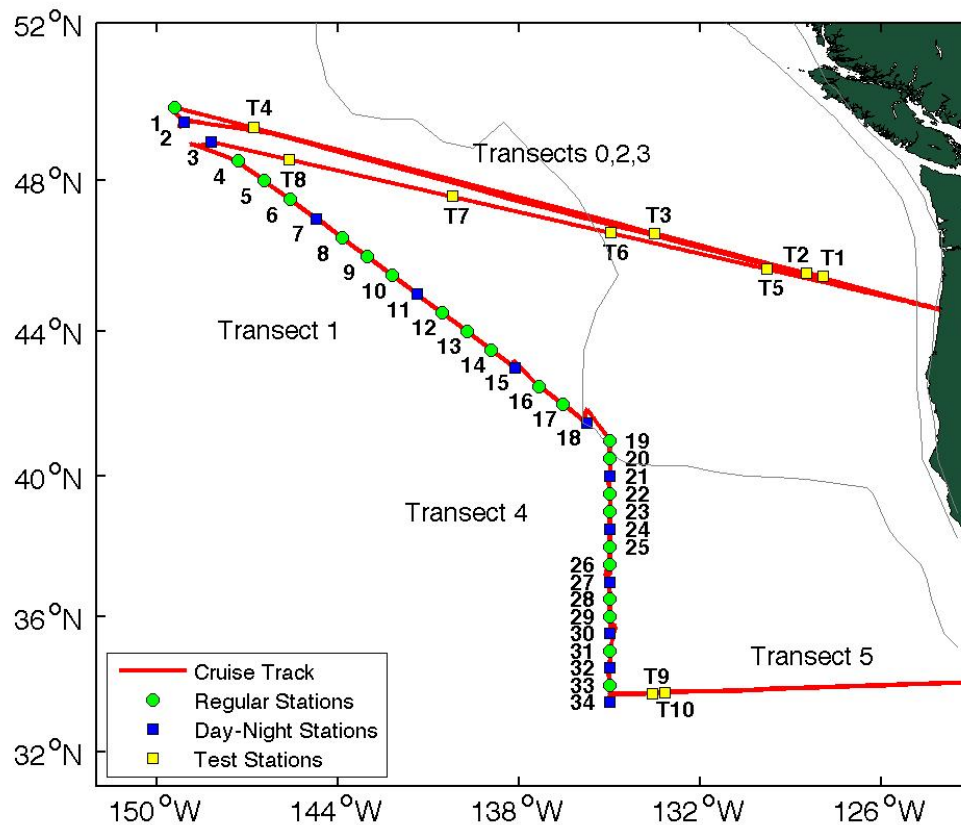 52°N
48°N
44°N
40°N
36°N
32°N
150°W
144°W
138°W
132°W
126°W
T4
1
2
3
4
T8
Transects 0,2,3
5
6
T7
7
T6
T3
T2
T1
8
T5
9
10
11
Transect 1
12
13
14
15
16
17
18
19
20
21
22
Transect 4
23
24
25
26
27
28
29
30
31
32
33
34
T9
T10
Transect 5
Cruise Track
Regular Stations
Day-Night Stations
Test Stations